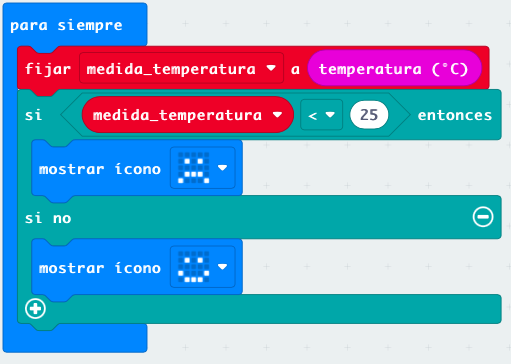 para siempre
fijar medida_temperatura a temperatura (°C)
si medida_temperatura < 25 entonces
mostrar ícono
si no
mostrar ícono